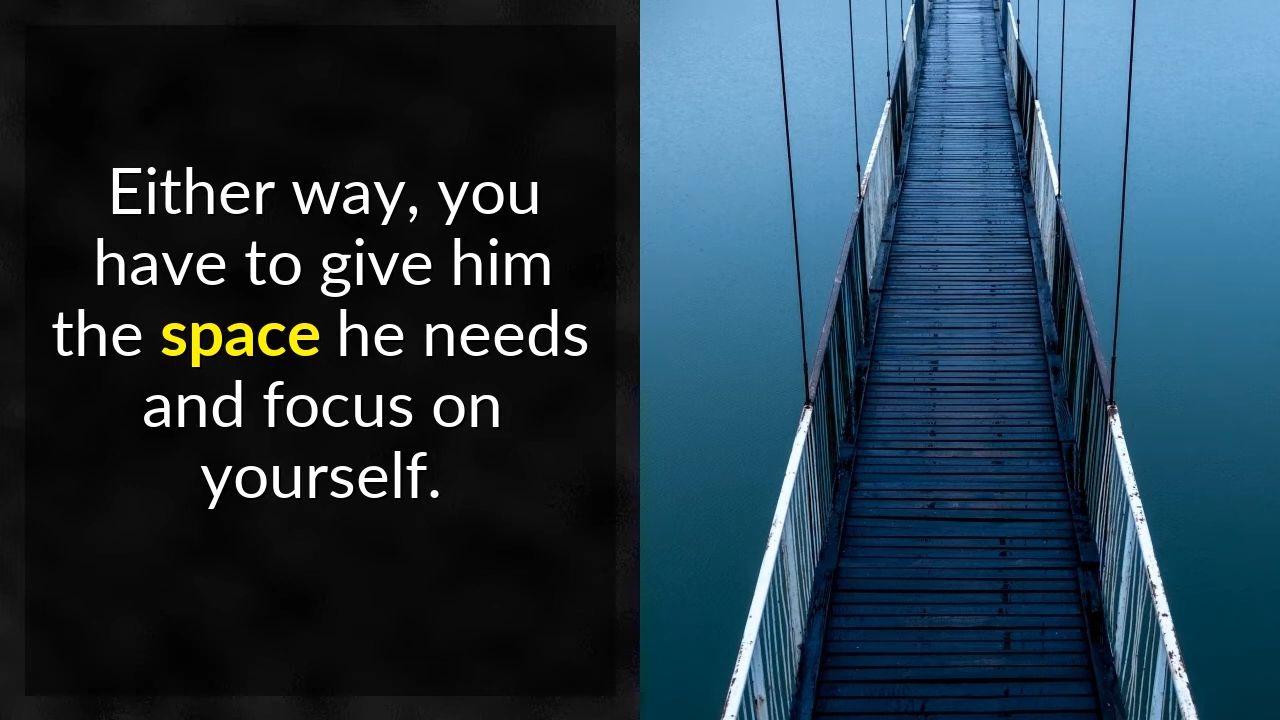 Either way, you
have to give him
the space he needs
and focus on
yourself.